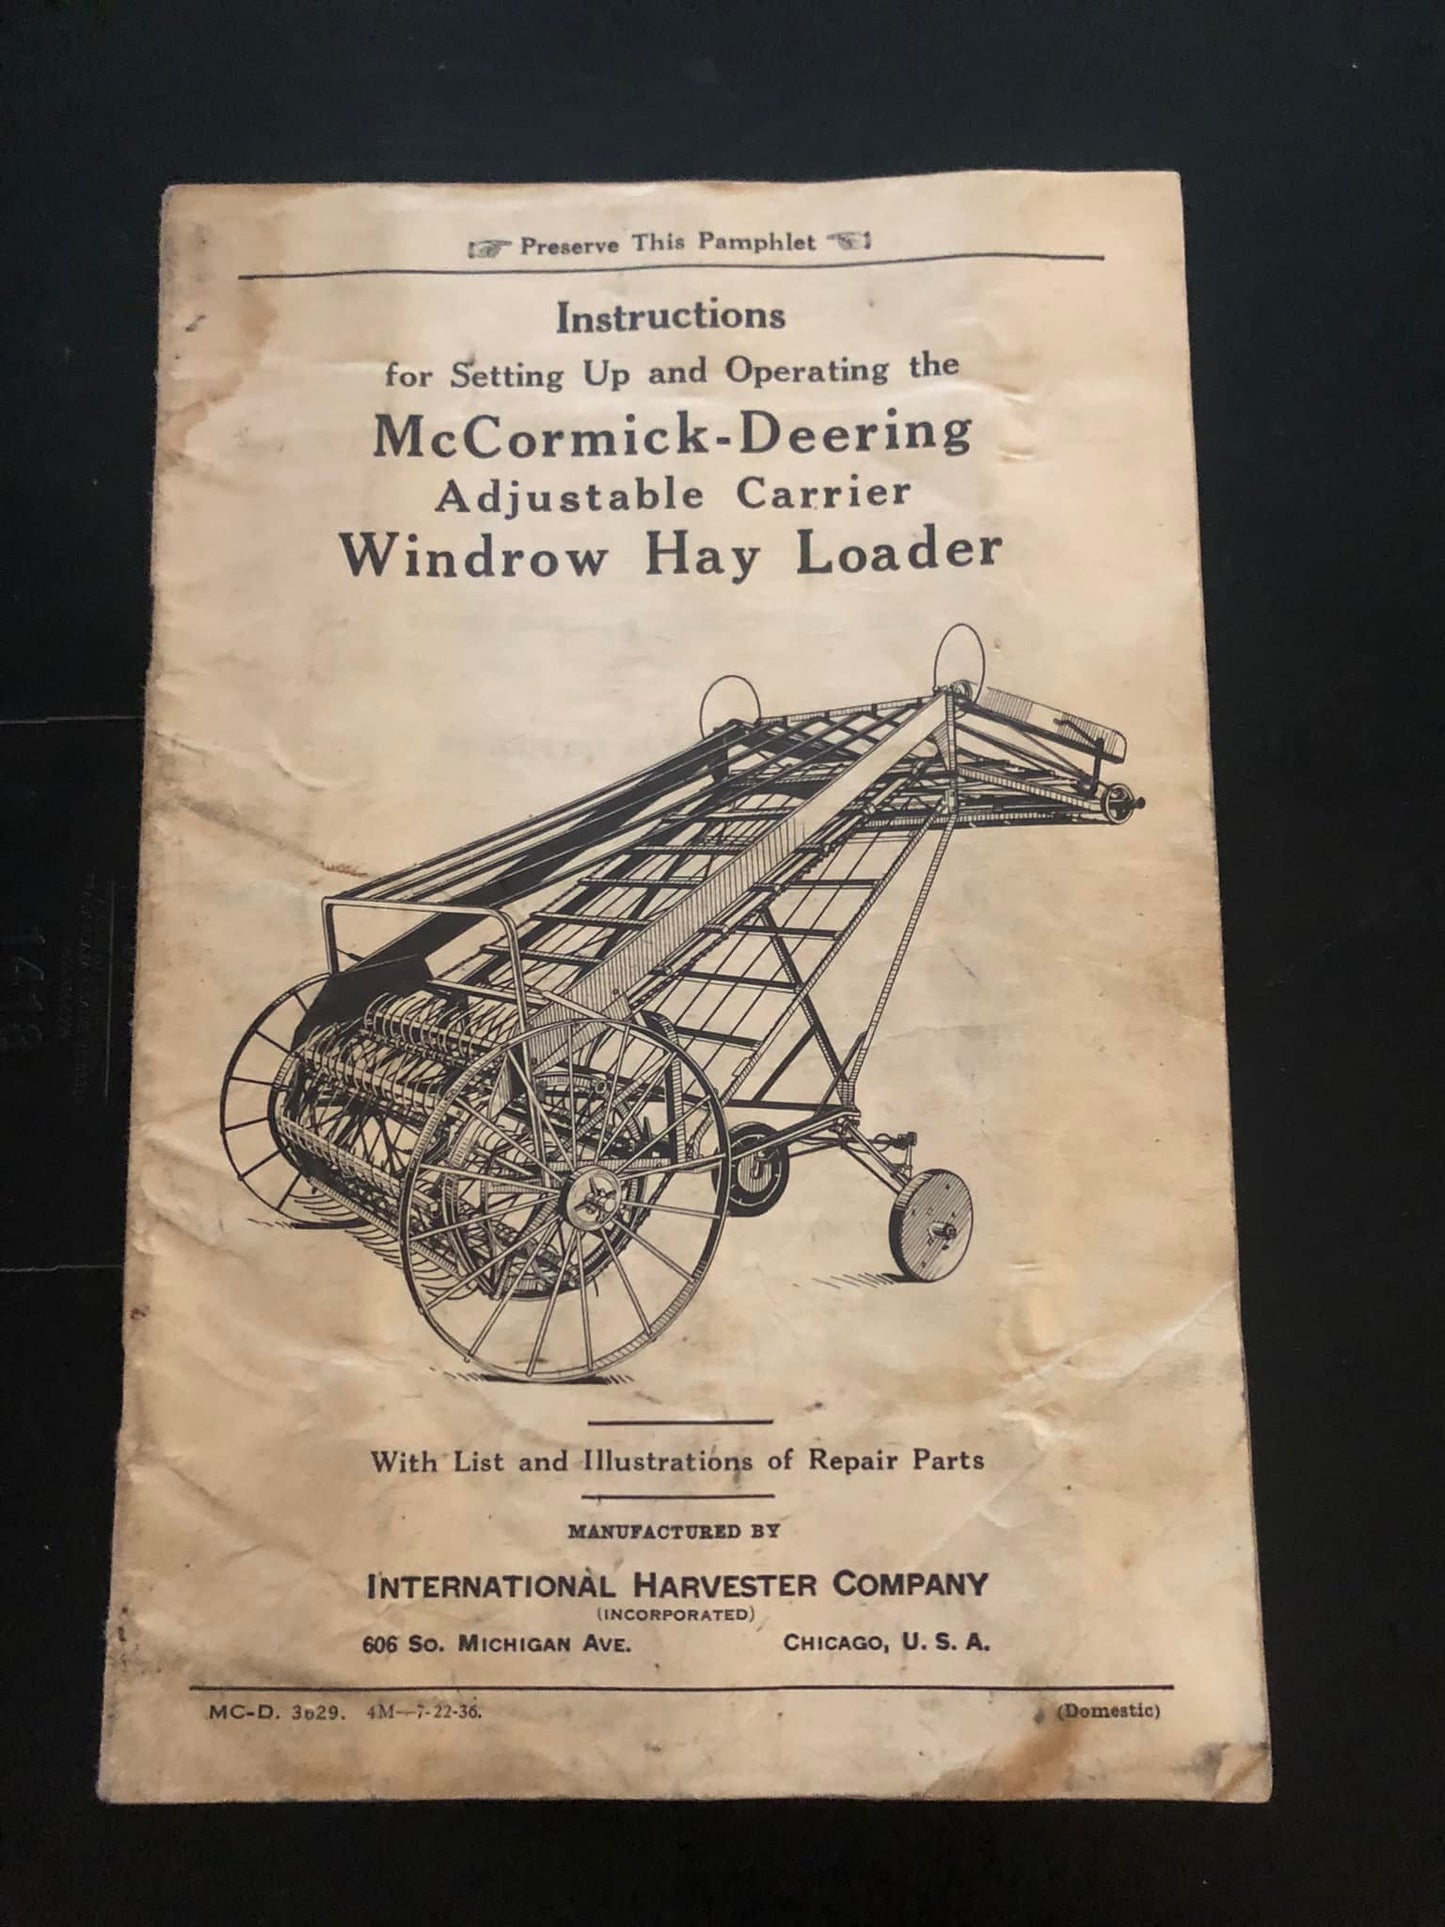 Preserve This Pamphlet
Instructions
for Setting Up and Operating the
McCormick-Deering
Adjustable Carrier
Windrow Hay Loader
With List and Illustrations of Repair Parts
MANUFACTURED BY
INTERNATIONAL HARVESTER COMPANY
(INCORPORATED)
606 SO. MICHIGAN AVE. CHICAGO, U. S. A.
MC-D. 3029. 4M—7-22-36. (Domestic)